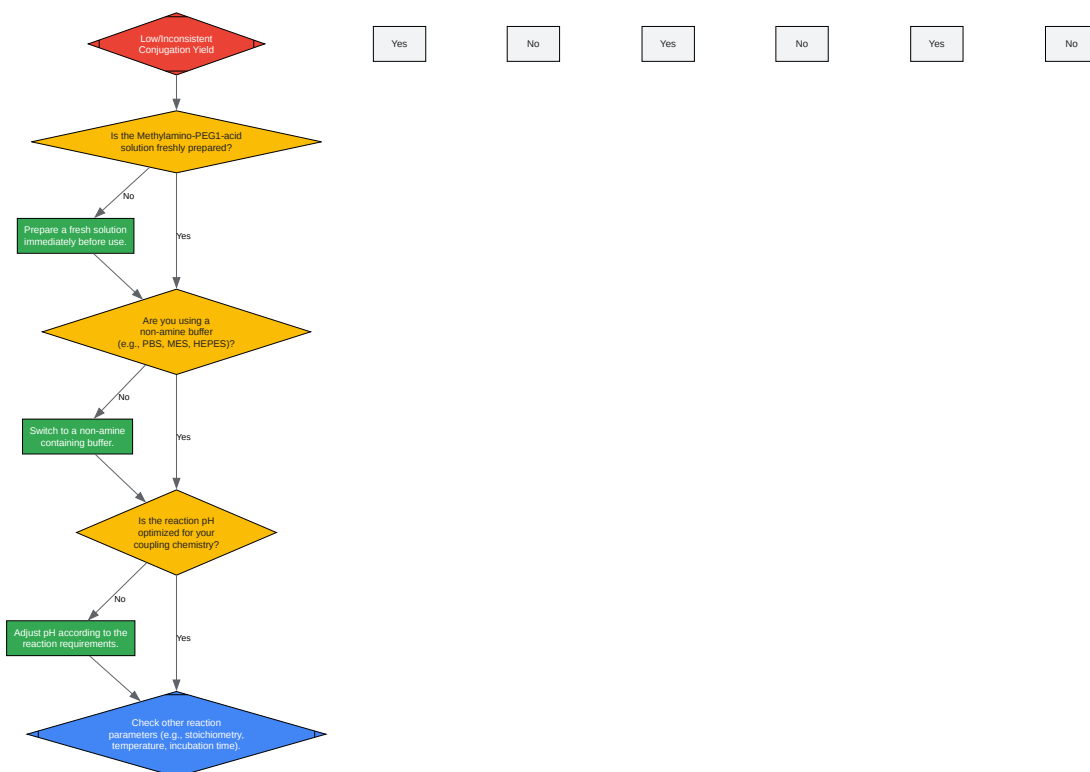 Low/Inconsistent
Conjugation Yield
Yes
No
Yes
No
Yes
No
Is the Methylamino-PEG1-acid
solution freshly prepared?
No
Prepare a fresh solution
immediately before use.
Yes
Are you using a
non-amine buffer
(e.g., PBS, MES, HEPES)?
No
Switch to a non-amine
containing buffer.
Yes
Is the reaction pH
optimized for your
coupling chemistry?
No
Adjust pH according to the
reaction requirements.
Yes
Check other reaction
parameters (e.g., stoichiometry,
temperature, incubation time).